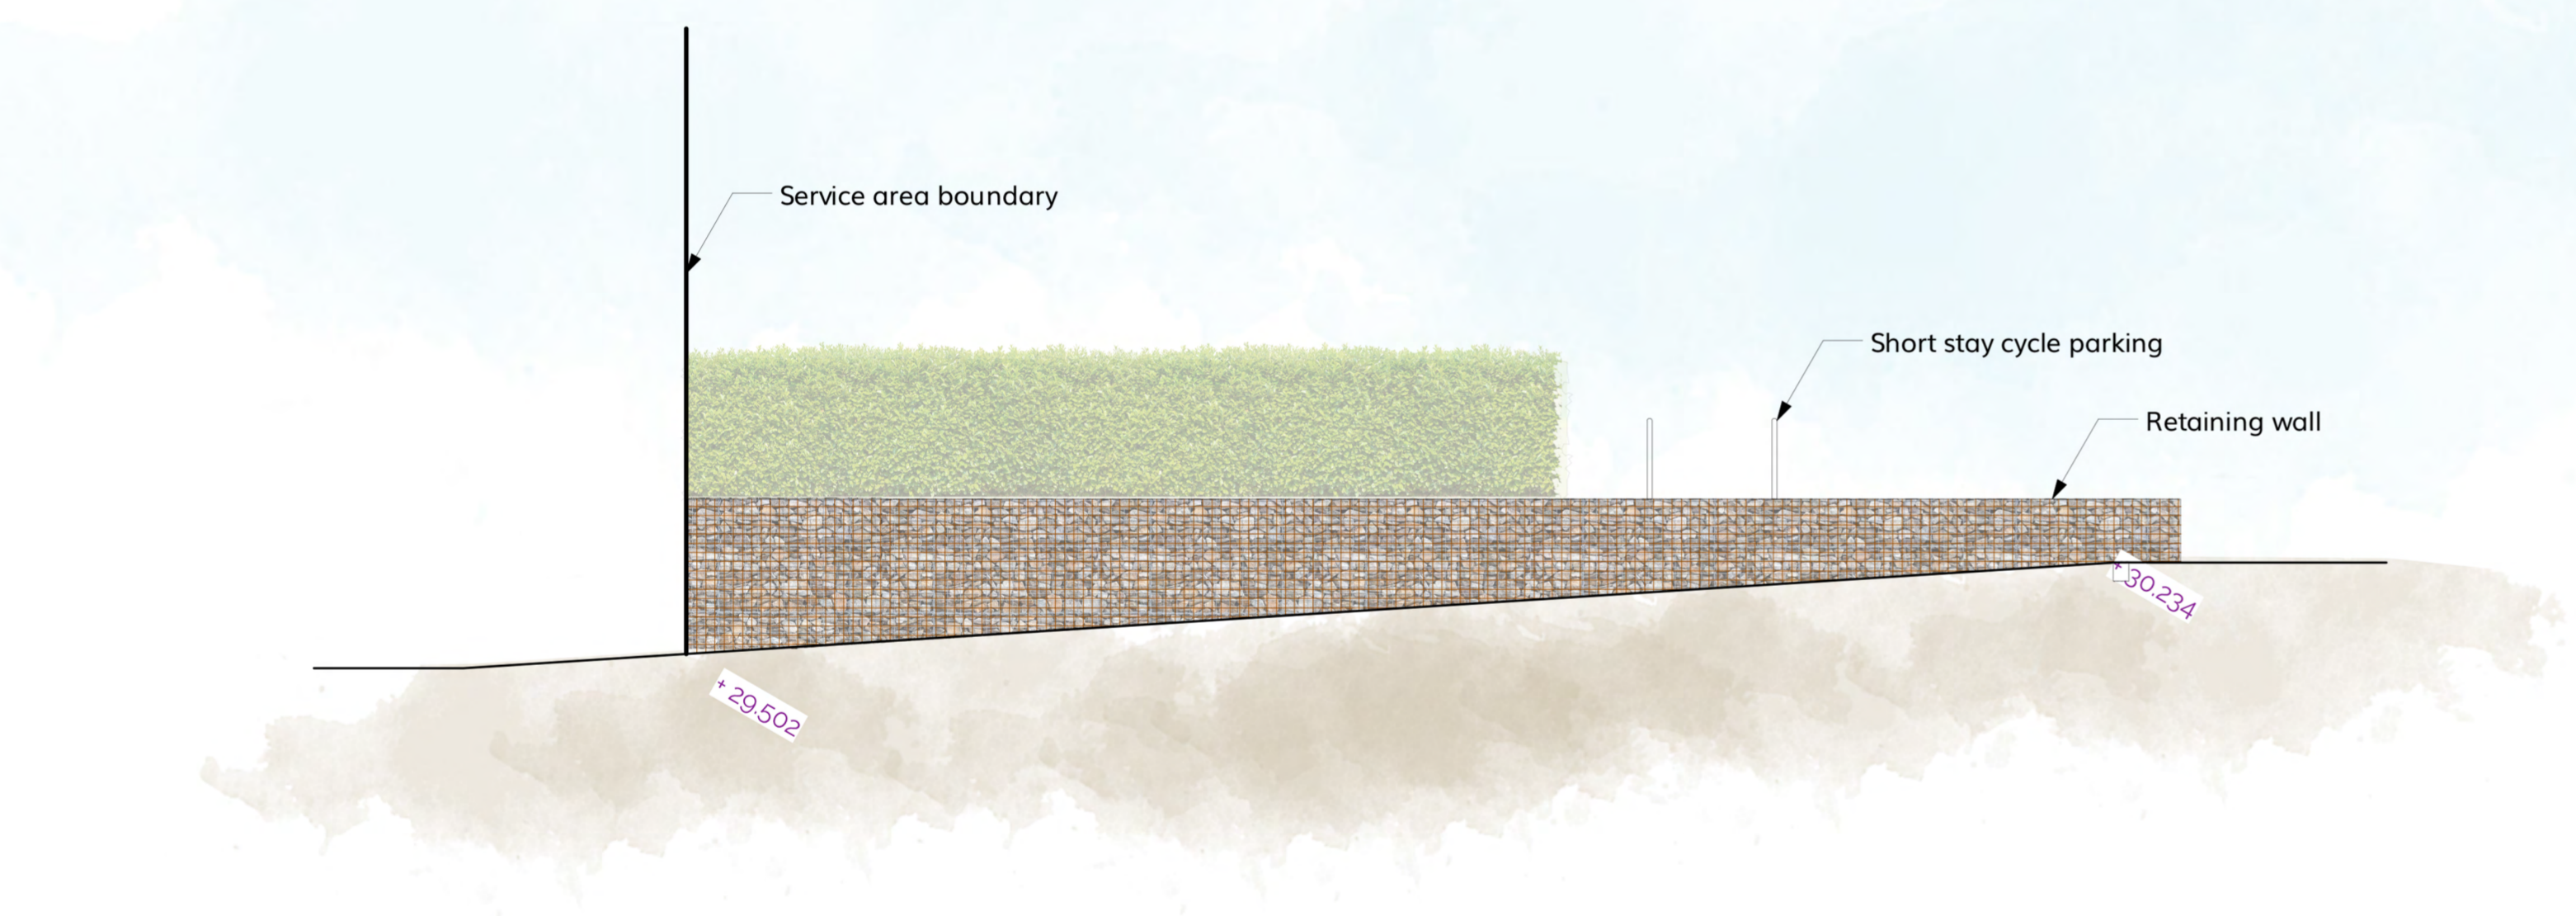 Service area boundary
Short stay cycle parking
Retaining wall
+ 30.234
+ 29.502